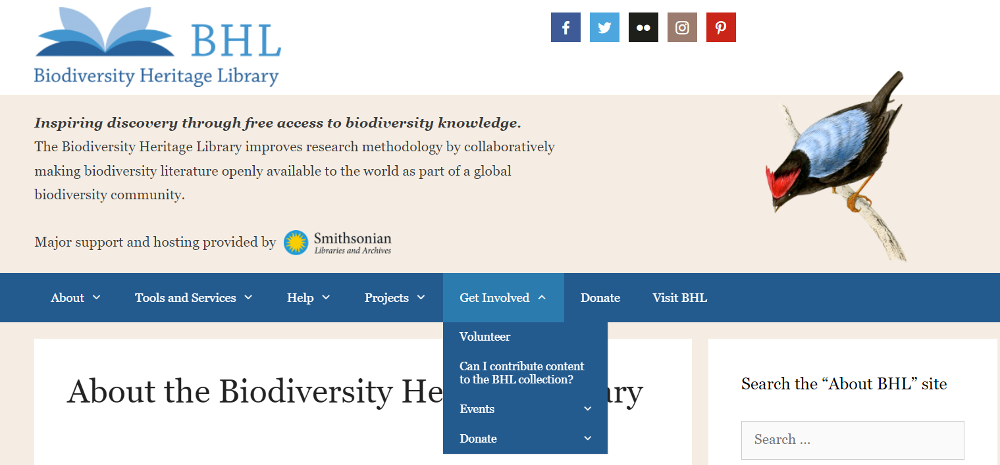 BHL
Biodiversity Heritage Library
Inspiring discovery through free access to biodiversity knowledge.
The Biodiversity Heritage Library improves research methodology by collaboratively
making biodiversity literature openly available to the world as part of a global
biodiversity community.
Major support and hosting provided by Smithsonian
Libraries and Archives
About Tools and Services Help Projects Get Involved Donate Visit BHL
Volunteer
Can I contribute content
to the BHL collection?
Events
Donate
About the Biodiversity
Search the “About BHL” site
Search ...